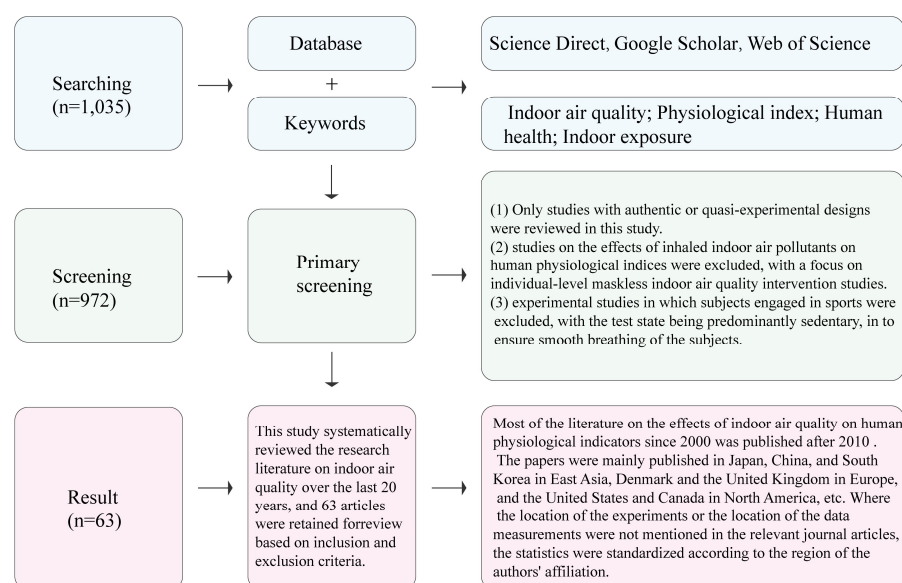 Searching
(n=1,035)
Database
+
Keywords
Science Direct, Google Scholar, Web of Science
Indoor air quality; Physiological index; Human
health; Indoor exposure
Screening
(n=972)
Primary
screening
(1) Only studies with authentic or quasi-experimental designs
were reviewed in this study.
(2) studies on the effects of inhaled indoor air pollutants on
human physiological indices were excluded, with a focus on
individual-level maskless indoor air quality intervention studies.
(3) experimental studies in which subjects engaged in sports were
excluded, with the test state being predominantly sedentary, in to
ensure smooth breathing of the subjects.
Result
(n=63)
This study systematically
reviewed the research
literature on indoor air
quality over the last 20
years, and 63 articles
were retained forreview
based on inclusion and
exclusion criteria.
Most of the literature on the effects of indoor air quality on human
physiological indicators since 2000 was published after 2010 .
The papers were mainly published in Japan, China, and South
Korea in East Asia, Denmark and the United Kingdom in Europe,
and the United States and Canada in North America, etc. Where
the location of the experiments or the location of the data
measurements were not mentioned in the relevant journal articles,
the statistics were standardized according to the region of the
authors' affiliation.